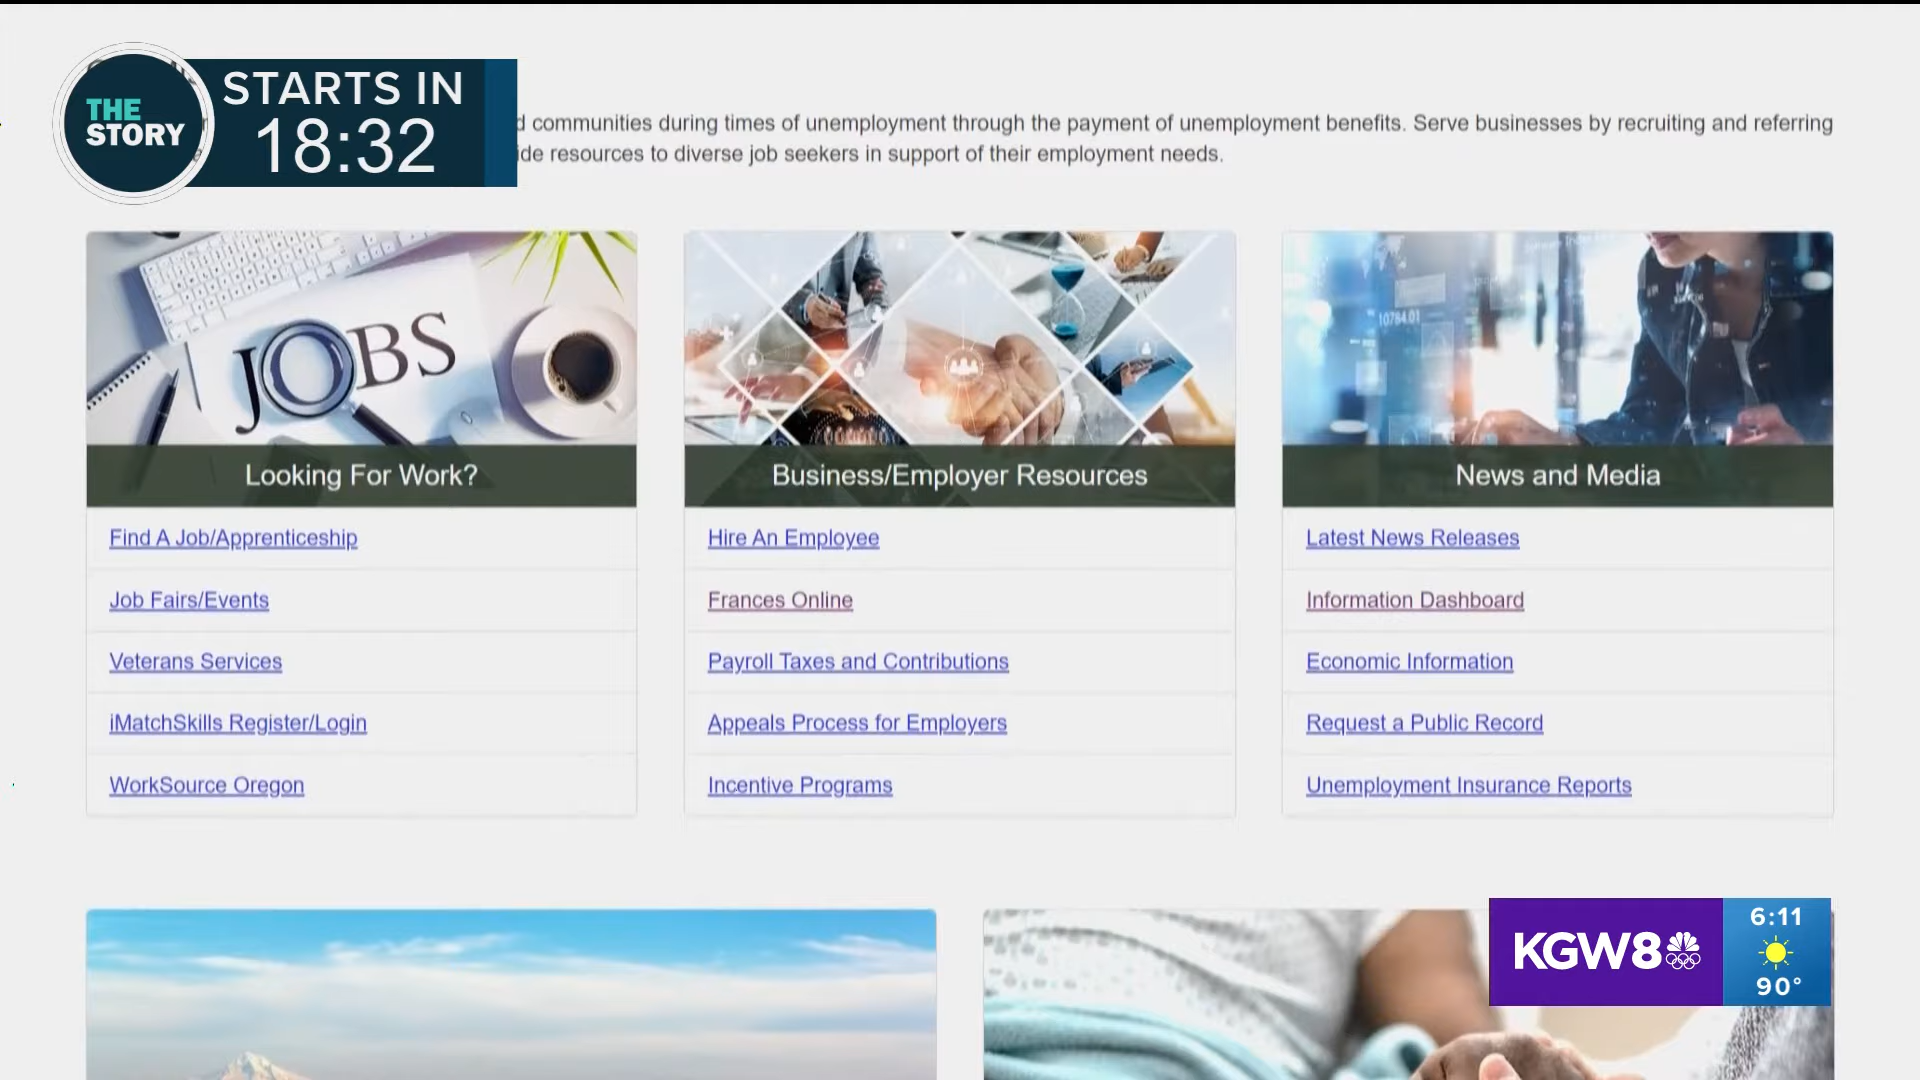 THE
STORY
STARTS IN
18:32
communities during times of unemployment through the payment of unemployment benefits. Serve businesses by recruiting and referring
resources to diverse job seekers in support of their employment needs.
JOBS
10784.01
Looking For Work?
Find A Job/Apprenticeship
Job Fairs/Events
Veterans Services
iMatchSkills Register/Login
WorkSource Oregon
Business/Employer Resources
Hire An Employee
Frances Online
Payroll Taxes and Contributions
Appeals Process for Employers
Incentive Programs
News and Media
Latest News Releases
Information Dashboard
Economic Information
Request a Public Record
Unemployment Insurance Reports
KGW8
6:11
90°